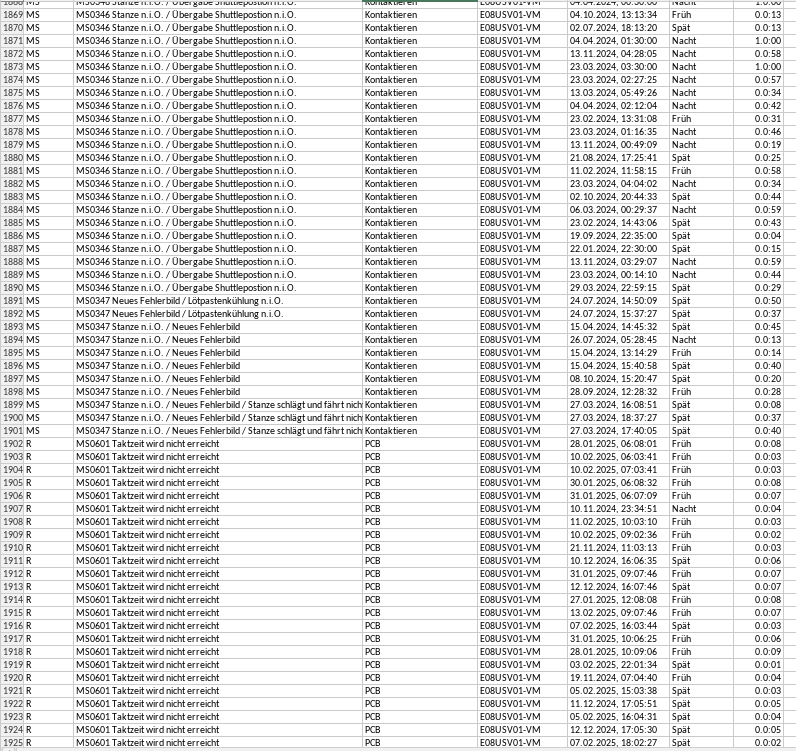 1868 MS MS0346 Stanze n.i.O. / Übergabe Shuttlepostion n.i.O. Kontaktieren E08USV01-VM 04.04.2024, 00:30:00 Nacht 1:0:00
1869 MS MS0346 Stanze n.i.O. / Übergabe Shuttlepostion n.i.O. Kontaktieren E08USV01-VM 04.10.2024, 13:13:34 Früh 0:0:13
1870 MS MS0346 Stanze n.i.O. / Übergabe Shuttlepostion n.i.O. Kontaktieren E08USV01-VM 02.07.2024, 18:13:20 Spät 0:0:13
1871 MS MS0346 Stanze n.i.O. / Übergabe Shuttlepostion n.i.O. Kontaktieren E08USV01-VM 04.04.2024, 01:30:00 Nacht 1:0:00
1872 MS MS0346 Stanze n.i.O. / Übergabe Shuttlepostion n.i.O. Kontaktieren E08USV01-VM 13.11.2024, 04:28:05 Nacht 0:0:58
1873 MS MS0346 Stanze n.i.O. / Übergabe Shuttlepostion n.i.O. Kontaktieren E08USV01-VM 23.03.2024, 03:30:00 Nacht 1:0:00
1874 MS MS0346 Stanze n.i.O. / Übergabe Shuttlepostion n.i.O. Kontaktieren E08USV01-VM 23.03.2024, 02:27:25 Nacht 0:0:57
1875 MS MS0346 Stanze n.i.O. / Übergabe Shuttlepostion n.i.O. Kontaktieren E08USV01-VM 13.03.2024, 05:49:26 Nacht 0:0:34
1876 MS MS0346 Stanze n.i.O. / Übergabe Shuttlepostion n.i.O. Kontaktieren E08USV01-VM 04.04.2024, 02:12:04 Nacht 0:0:42
1877 MS MS0346 Stanze n.i.O. / Übergabe Shuttlepostion n.i.O. Kontaktieren E08USV01-VM 23.02.2024, 13:31:08 Früh 0:0:31
1878 MS MS0346 Stanze n.i.O. / Übergabe Shuttlepostion n.i.O. Kontaktieren E08USV01-VM 23.03.2024, 01:16:35 Nacht 0:0:46
1879 MS MS0346 Stanze n.i.O. / Übergabe Shuttlepostion n.i.O. Kontaktieren E08USV01-VM 13.11.2024, 00:49:09 Nacht 0:0:19
1880 MS MS0346 Stanze n.i.O. / Übergabe Shuttlepostion n.i.O. Kontaktieren E08USV01-VM 21.08.2024, 17:25:41 Spät 0:0:25
1881 MS MS0346 Stanze n.i.O. / Übergabe Shuttlepostion n.i.O. Kontaktieren E08USV01-VM 11.02.2024, 11:58:15 Früh 0:0:58
1882 MS MS0346 Stanze n.i.O. / Übergabe Shuttlepostion n.i.O. Kontaktieren E08USV01-VM 23.03.2024, 04:04:02 Nacht 0:0:34
1883 MS MS0346 Stanze n.i.O. / Übergabe Shuttlepostion n.i.O. Kontaktieren E08USV01-VM 02.10.2024, 20:44:33 Spät 0:0:44
1884 MS MS0346 Stanze n.i.O. / Übergabe Shuttlepostion n.i.O. Kontaktieren E08USV01-VM 06.03.2024, 00:29:37 Nacht 0:0:59
1885 MS MS0346 Stanze n.i.O. / Übergabe Shuttlepostion n.i.O. Kontaktieren E08USV01-VM 23.02.2024, 14:43:06 Spät 0:0:43
1886 MS MS0346 Stanze n.i.O. / Übergabe Shuttlepostion n.i.O. Kontaktieren E08USV01-VM 19.09.2024, 22:35:00 Spät 0:0:04
1887 MS MS0346 Stanze n.i.O. / Übergabe Shuttlepostion n.i.O. Kontaktieren E08USV01-VM 22.01.2024, 22:30:00 Spät 0:0:15
1888 MS MS0346 Stanze n.i.O. / Übergabe Shuttlepostion n.i.O. Kontaktieren E08USV01-VM 13.11.2024, 03:29:07 Nacht 0:0:59
1889 MS MS0346 Stanze n.i.O. / Übergabe Shuttlepostion n.i.O. Kontaktieren E08USV01-VM 23.03.2024, 00:14:10 Nacht 0:0:44
1890 MS MS0346 Stanze n.i.O. / Übergabe Shuttlepostion n.i.O. Kontaktieren E08USV01-VM 29.03.2024, 22:59:15 Spät 0:0:29
1891 MS MS0347 Neues Fehlerbild / Lötpastenkühlung n.i.O. Kontaktieren E08USV01-VM 24.07.2024, 14:50:09 Spät 0:0:50
1892 MS MS0347 Neues Fehlerbild / Lötpastenkühlung n.i.O. Kontaktieren E08USV01-VM 24.07.2024, 15:37:27 Spät 0:0:37
1893 MS MS0347 Stanze n.i.O. / Neues Fehlerbild Kontaktieren E08USV01-VM 15.04.2024, 14:45:32 Spät 0:0:45
1894 MS MS0347 Stanze n.i.O. / Neues Fehlerbild Kontaktieren E08USV01-VM 26.07.2024, 05:28:45 Nacht 0:0:13
1895 MS MS0347 Stanze n.i.O. / Neues Fehlerbild Kontaktieren E08USV01-VM 15.04.2024, 13:14:29 Früh 0:0:14
1896 MS MS0347 Stanze n.i.O. / Neues Fehlerbild Kontaktieren E08USV01-VM 15.04.2024, 15:40:58 Spät 0:0:40
1897 MS MS0347 Stanze n.i.O. / Neues Fehlerbild Kontaktieren E08USV01-VM 08.10.2024, 15:20:47 Spät 0:0:20
1898 MS MS0347 Stanze n.i.O. / Neues Fehlerbild Kontaktieren E08USV01-VM 28.09.2024, 12:28:32 Früh 0:0:28
1899 MS MS0347 Stanze n.i.O. / Neues Fehlerbild / Stanze schlägt und fährt nich Kontaktieren E08USV01-VM 27.03.2024, 16:08:51 Spät 0:0:08
1900 MS MS0347 Stanze n.i.O. / Neues Fehlerbild / Stanze schlägt und fährt nich Kontaktieren E08USV01-VM 27.03.2024, 18:37:27 Spät 0:0:37
1901 MS MS0347 Stanze n.i.O. / Neues Fehlerbild / Stanze schlägt und fährt nich Kontaktieren E08USV01-VM 27.03.2024, 17:40:05 Spät 0:0:40
1902 R MS0601 Taktzeit wird nicht erreicht PCB E08USV01-VM 28.01.2025, 06:08:01 Früh 0:0:08
1903 R MS0601 Taktzeit wird nicht erreicht PCB E08USV01-VM 10.02.2025, 06:03:41 Früh 0:0:03
1904 R MS0601 Taktzeit wird nicht erreicht PCB E08USV01-VM 10.02.2025, 07:03:41 Früh 0:0:03
1905 R MS0601 Taktzeit wird nicht erreicht PCB E08USV01-VM 30.01.2025, 06:08:32 Früh 0:0:08
1906 R MS0601 Taktzeit wird nicht erreicht PCB E08USV01-VM 31.01.2025, 06:07:09 Früh 0:0:07
1907 R MS0601 Taktzeit wird nicht erreicht PCB E08USV01-VM 10.11.2024, 23:34:51 Nacht 0:0:04
1908 R MS0601 Taktzeit wird nicht erreicht PCB E08USV01-VM 11.02.2025, 10:03:10 Früh 0:0:03
1909 R MS0601 Taktzeit wird nicht erreicht PCB E08USV01-VM 10.02.2025, 09:02:36 Früh 0:0:02
1910 R MS0601 Taktzeit wird nicht erreicht PCB E08USV01-VM 21.11.2024, 11:03:13 Früh 0:0:03
1911 R MS0601 Taktzeit wird nicht erreicht PCB E08USV01-VM 10.12.2024, 16:06:35 Spät 0:0:06
1912 R MS0601 Taktzeit wird nicht erreicht PCB E08USV01-VM 31.01.2025, 09:07:46 Früh 0:0:07
1913 R MS0601 Taktzeit wird nicht erreicht PCB E08USV01-VM 12.12.2024, 16:07:46 Spät 0:0:07
1914 R MS0601 Taktzeit wird nicht erreicht PCB E08USV01-VM 27.01.2025, 12:08:08 Früh 0:0:08
1915 R MS0601 Taktzeit wird nicht erreicht PCB E08USV01-VM 13.02.2025, 09:07:46 Früh 0:0:07
1916 R MS0601 Taktzeit wird nicht erreicht PCB E08USV01-VM 07.02.2025, 16:03:44 Spät 0:0:03
1917 R MS0601 Taktzeit wird nicht erreicht PCB E08USV01-VM 31.01.2025, 10:06:25 Früh 0:0:06
1918 R MS0601 Taktzeit wird nicht erreicht PCB E08USV01-VM 28.01.2025, 10:09:06 Früh 0:0:09
1919 R MS0601 Taktzeit wird nicht erreicht PCB E08USV01-VM 03.02.2025, 22:01:34 Spät 0:0:01
1920 R MS0601 Taktzeit wird nicht erreicht PCB E08USV01-VM 19.11.2024, 07:04:40 Früh 0:0:04
1921 R MS0601 Taktzeit wird nicht erreicht PCB E08USV01-VM 05.02.2025, 15:03:38 Spät 0:0:03
1922 R MS0601 Taktzeit wird nicht erreicht PCB E08USV01-VM 11.12.2024, 17:05:51 Spät 0:0:05
1923 R MS0601 Taktzeit wird nicht erreicht PCB E08USV01-VM 05.02.2025, 16:04:31 Spät 0:0:04
1924 R MS0601 Taktzeit wird nicht erreicht PCB E08USV01-VM 12.12.2024, 17:05:30 Spät 0:0:05
1925 R MS0601 Taktzeit wird nicht erreicht PCB E08USV01-VM 07.02.2025, 18:02:27 Spät 0:0:02